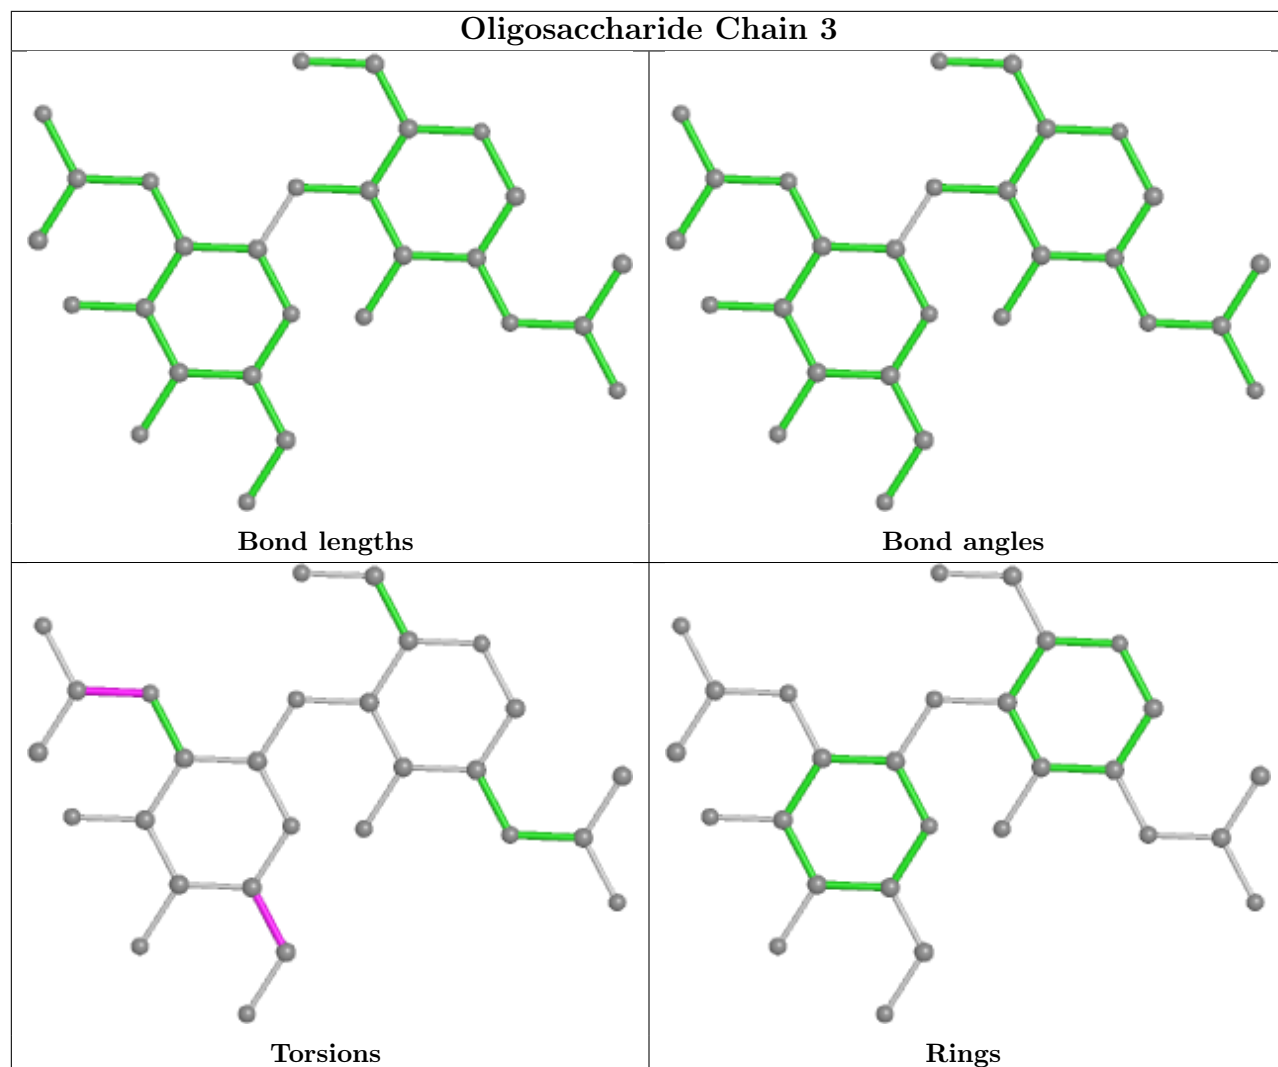 Oligosaccharide Chain 3
Bond lengths
Bond angles
Torsions
Rings